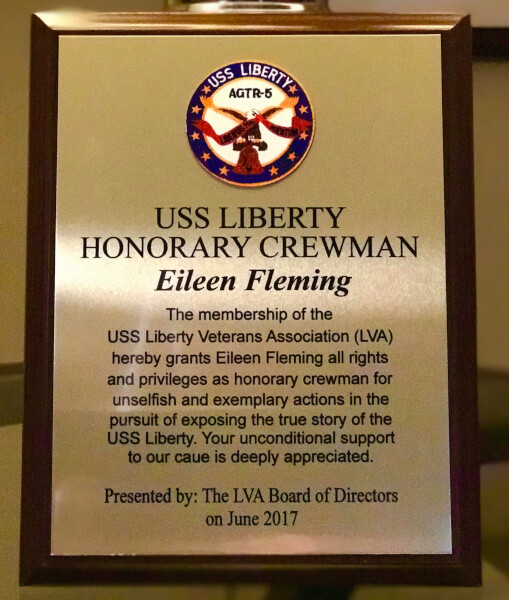 USS LIBERTY
AGTR-5
USS LIBERTY
HONORARY CREWMAN
Eileen Fleming
The membership of the
USS Liberty Veterans Association (LVA)
hereby grants Eileen Fleming all rights
and privileges as honorary crewman for
unselfish and exemplary actions in the
pursuit of exposing the true story of the
USS Liberty. Your unconditional support
to our caue is deeply appreciated.
Presented by: The LVA Board of Directors
on June 2017